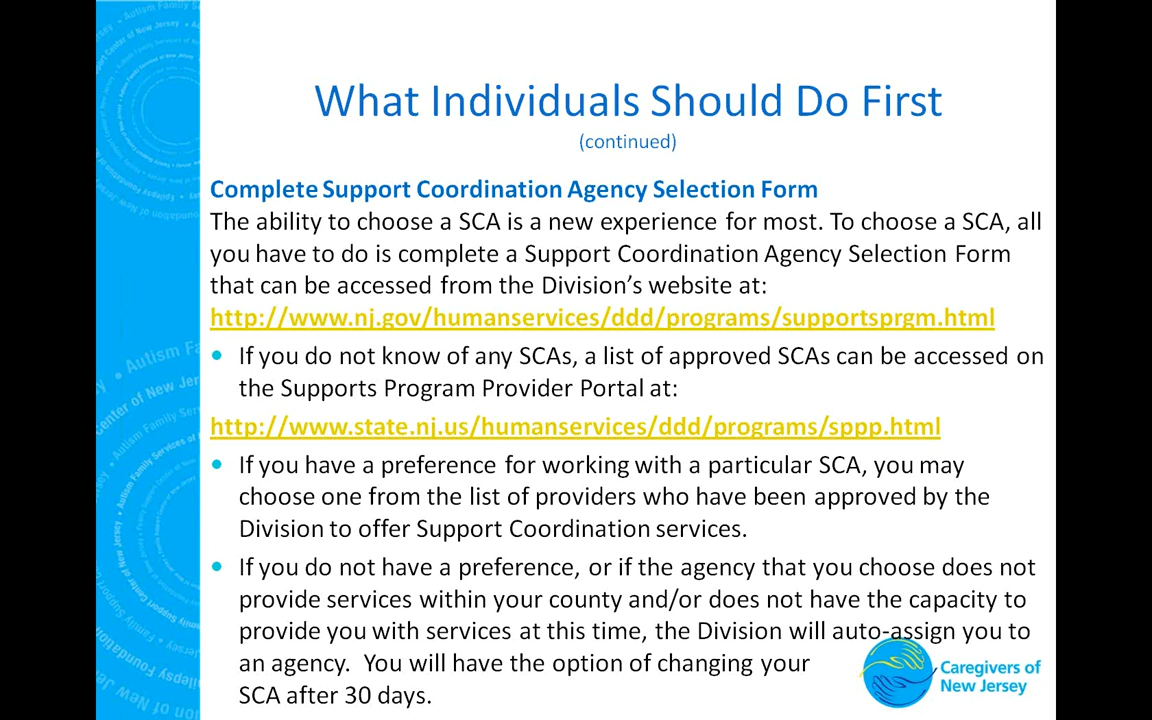 What Individuals Should Do First
(continued)
Complete Support Coordination Agency Selection Form
The ability to choose a SCA is a new experience for most. To choose a SCA, all
you have to do is complete a Support Coordination Agency Selection Form
that can be accessed from the Division's website at:
http://www.nj.gov/humanservices/ddd/programs/supportsprgm.html
• If you do not know of any SCAs, a list of approved SCAs can be accessed on
the Supports Program Provider Portal at:
http://www.state.nj.us/humanservices/ddd/programs/sppp.html
• If you have a preference for working with a particular SCA, you may
choose one from the list of providers who have been approved by the
Division to offer Support Coordination services.
• If you do not have a preference, or if the agency that you choose does not
provide services within your county and/or does not have the capacity to
provide you with services at this time, the Division will auto-assign you to
an agency. You will have the option of changing your
SCA after 30 days.
Caregivers of
New Jersey